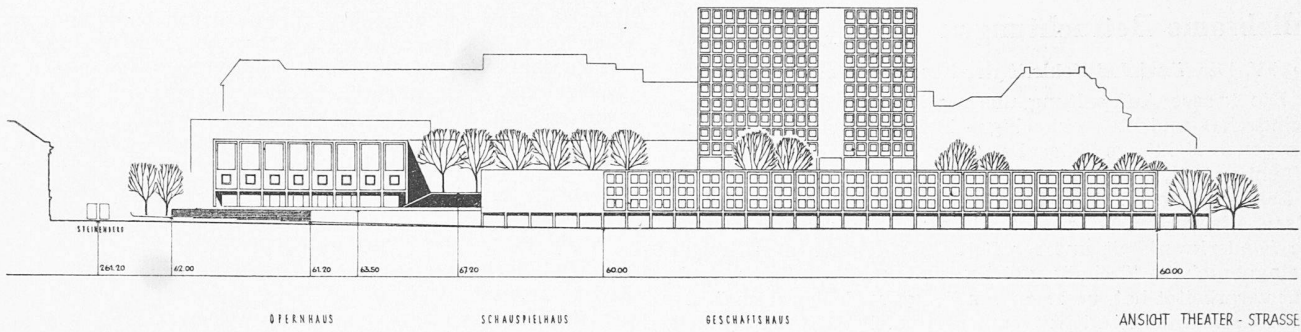 STEINENBERG
261.20 62.00 61.20 63.50 67.20 60.00 60.00
OPERNHAUS SCHAUSPIELHAUS GESCHÄFTSHAUS ANSICHT THEATER - STRASSE